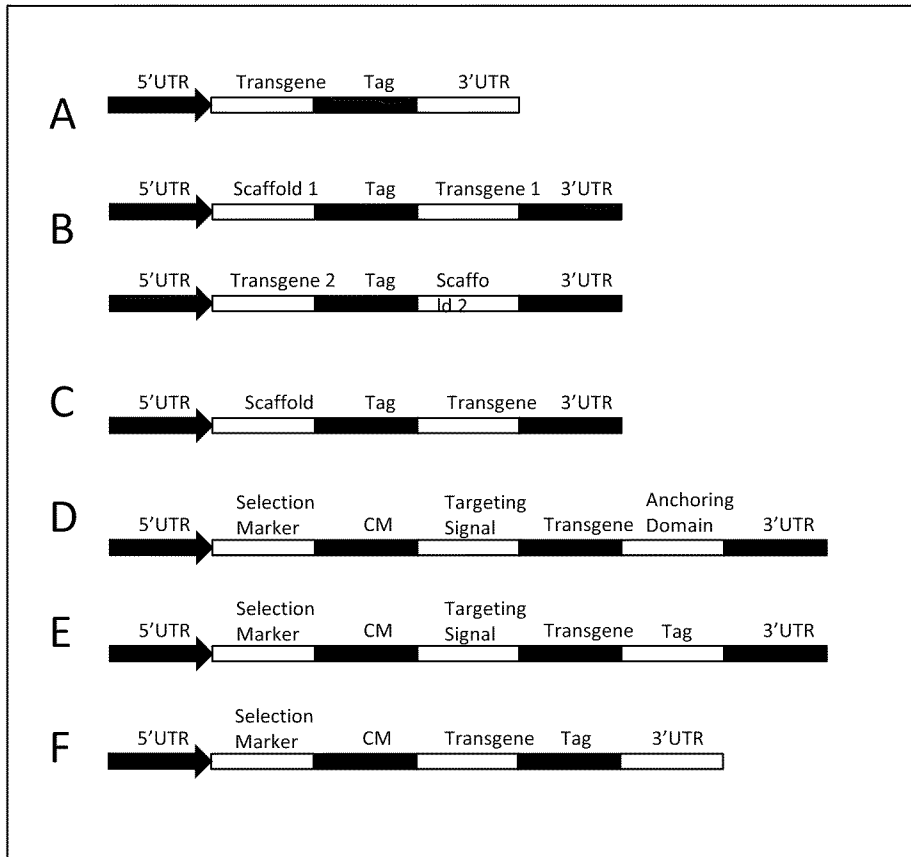 5'UTR Transgene Tag 3'UTR
A
5'UTR Scaffold 1 Tag Transgene 1 3'UTR
B
5'UTR Transgene 2 Tag Scaffo 3'UTR
ld 2
C
5'UTR Scaffold Tag Transgene 3'UTR
D
Selection Targeting Anchoring
5'UTR Marker CM Signal Transgene Domain 3'UTR
E
Selection Targeting
5'UTR Marker CM Signal Transgene Tag 3'UTR
F
Selection
5'UTR Marker CM Transgene Tag 3'UTR